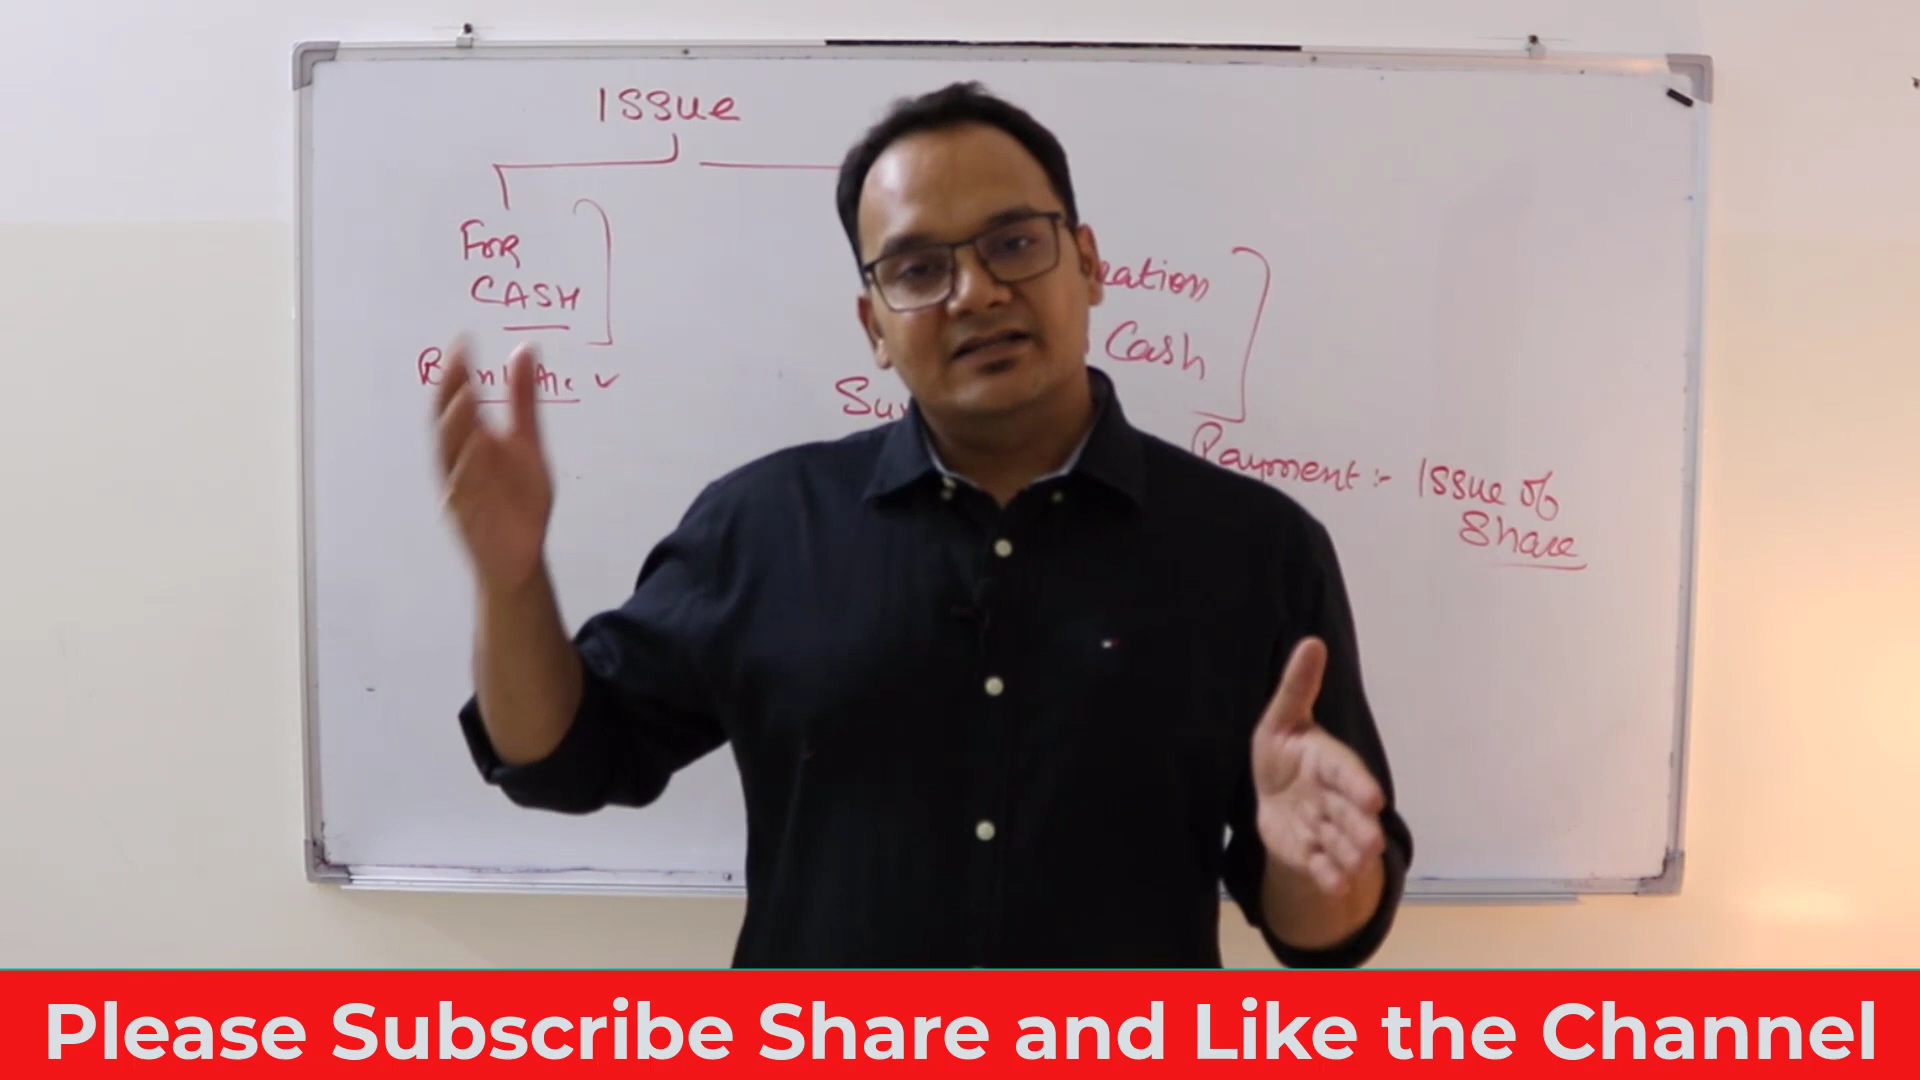 Issue
FOR
CASH
Cash
Payment :- Issue of
Share
Please Subscribe Share and Like the Channel